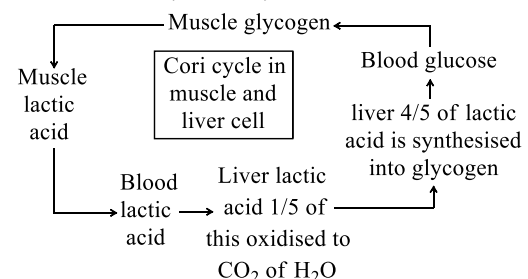 Muscle glycogen
Muscle
lactic
acid
Cori cycle in
muscle and
liver cell
Blood glucose
liver 4/5 of lactic
acid is synthesised
into glycogen
Blood
lactic
acid
Liver lactic
acid 1/5 of
this oxidised to
CO₂ of H₂O